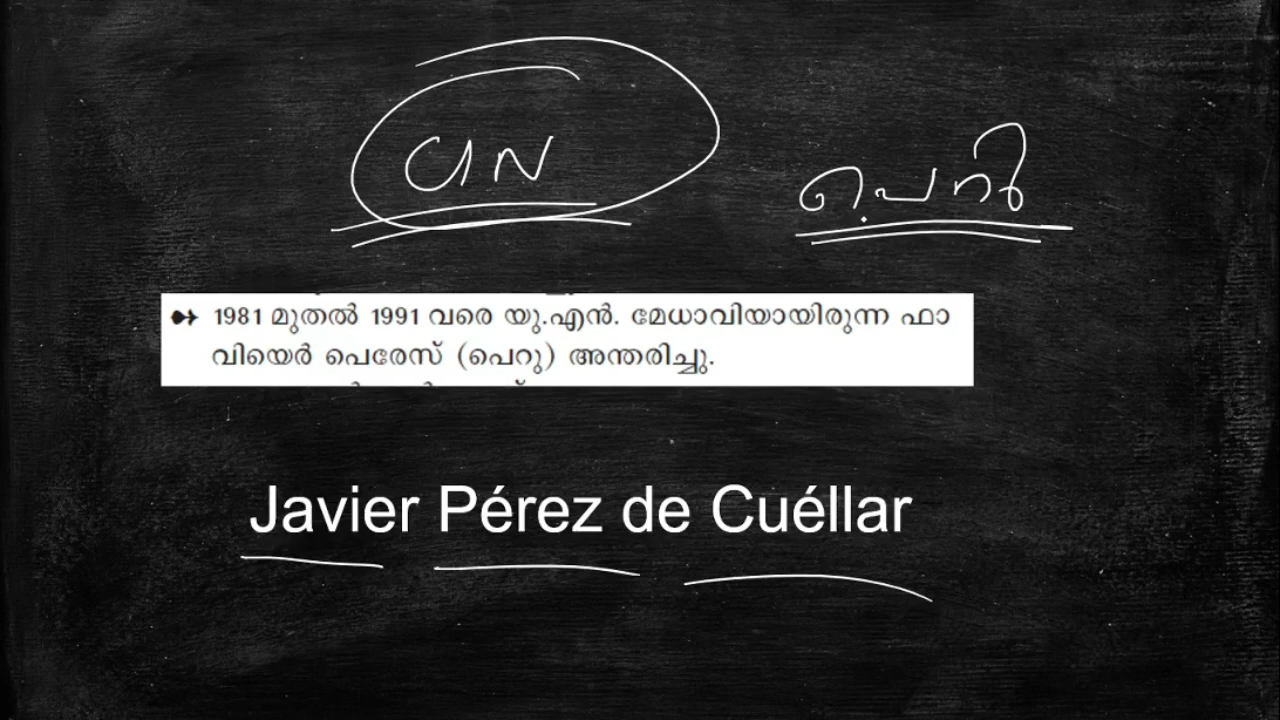 UN
പെറു
➻ 1981 മുതൽ 1991 വരെ യു.എൻ. മേധാവിയായിരുന്ന ഫാ
വിയെർ പെരേസ് (പെറു) അന്തരിച്ചു.
Javier Pérez de Cuéllar